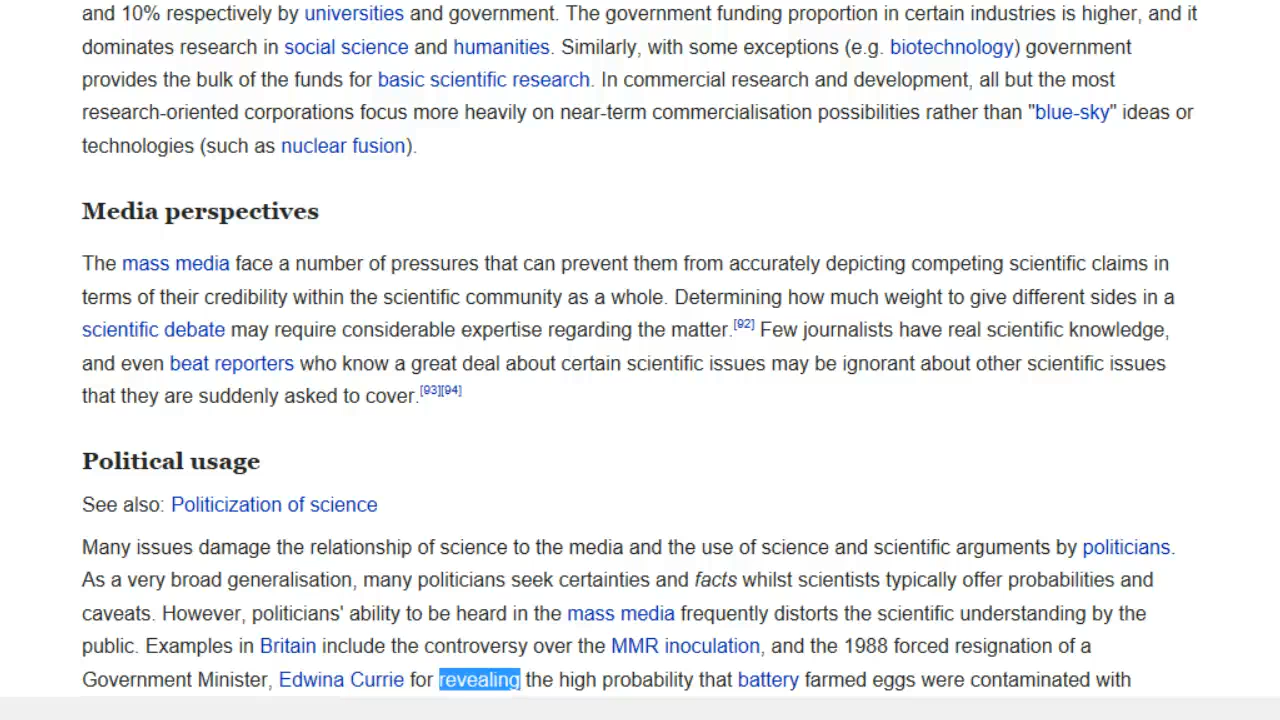 and 10% respectively by universities and government. The government funding proportion in certain industries is higher, and it
dominates research in social science and humanities. Similarly, with some exceptions (e.g. biotechnology) government
provides the bulk of the funds for basic scientific research. In commercial research and development, all but the most
research-oriented corporations focus more heavily on near-term commercialisation possibilities rather than "blue-sky" ideas or
technologies (such as nuclear fusion).
Media perspectives
The mass media face a number of pressures that can prevent them from accurately depicting competing scientific claims in
terms of their credibility within the scientific community as a whole. Determining how much weight to give different sides in a
scientific debate may require considerable expertise regarding the matter.[92] Few journalists have real scientific knowledge,
and even beat reporters who know a great deal about certain scientific issues may be ignorant about other scientific issues
that they are suddenly asked to cover.[93][94]
Political usage
See also: Politicization of science
Many issues damage the relationship of science to the media and the use of science and scientific arguments by politicians.
As a very broad generalisation, many politicians seek certainties and facts whilst scientists typically offer probabilities and
caveats. However, politicians' ability to be heard in the mass media frequently distorts the scientific understanding by the
public. Examples in Britain include the controversy over the MMR inoculation, and the 1988 forced resignation of a
Government Minister, Edwina Currie for revealing the high probability that battery farmed eggs were contaminated with